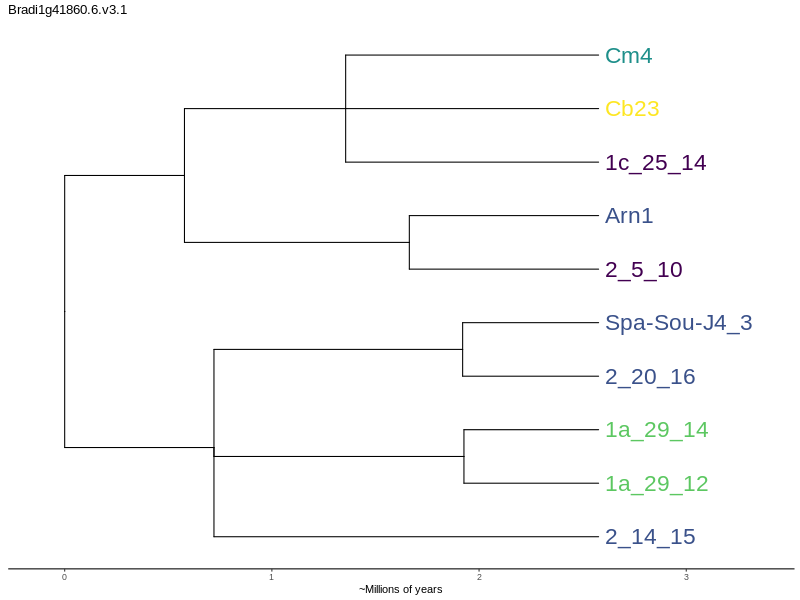 Bradi1g41860.6.v3.1
Cm4
Cb23
1c_25_14
Arn1
2_5_10
Spa-Sou-J4_3
2_20_16
1a_29_14
1a_29_12
2_14_15
0 1 2 3
~Millions of years